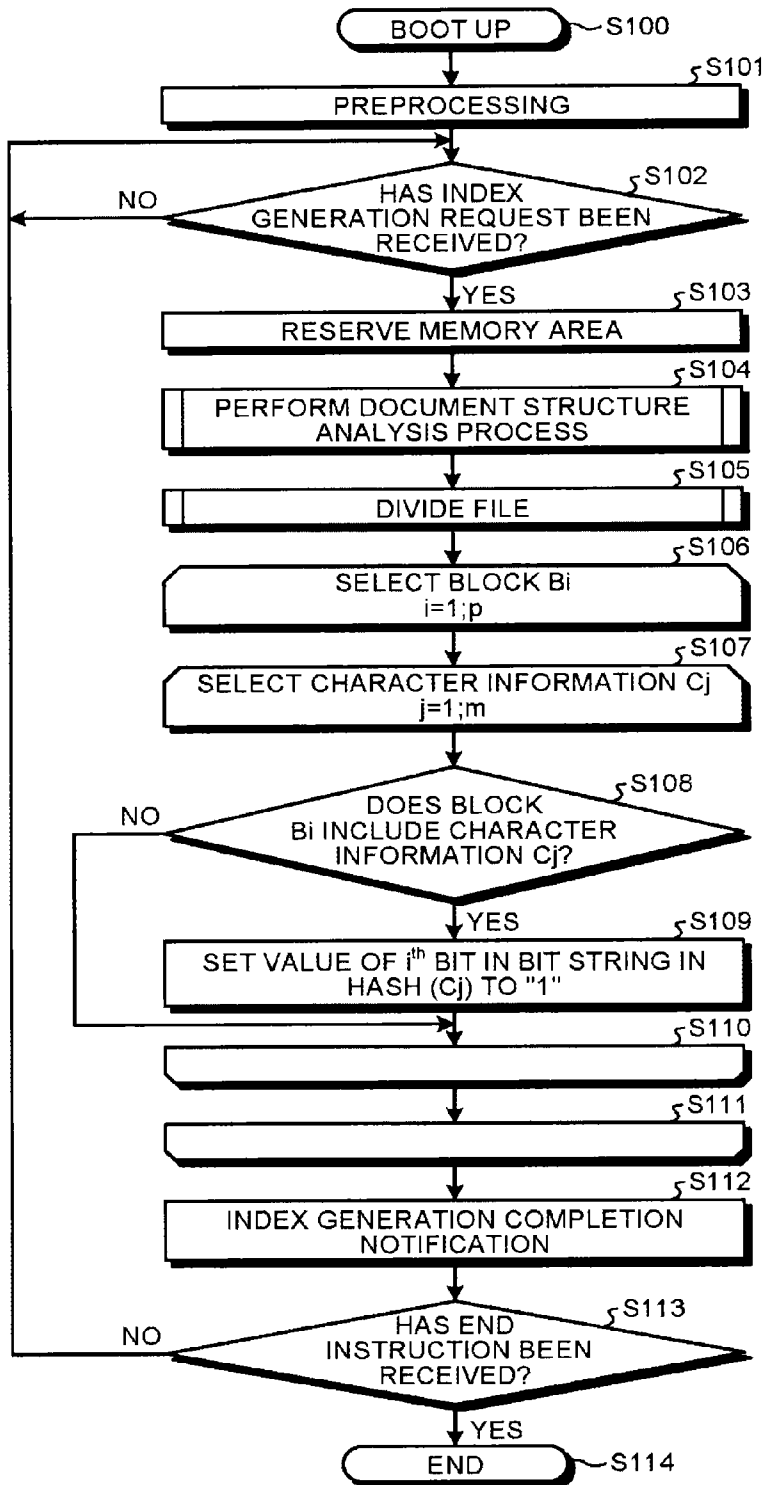 BOOT UP
S100
S101
PREPROCESSING
S102
HAS INDEX
GENERATION REQUEST BEEN
RECEIVED?
NO
YES
S103
RESERVE MEMORY AREA
S104
PERFORM DOCUMENT STRUCTURE
ANALYSIS PROCESS
S105
DIVIDE FILE
S106
SELECT BLOCK Bi
i=1;p
S107
SELECT CHARACTER INFORMATION Cj
j=1;m
S108
DOES BLOCK
Bi INCLUDE CHARACTER
INFORMATION Cj?
NO
YES
S109
SET VALUE OF ith BIT IN BIT STRING IN
HASH (Cj) TO "1"
S110
S111
S112
INDEX GENERATION COMPLETION
NOTIFICATION
S113
HAS END
INSTRUCTION BEEN
RECEIVED?
NO
YES
END
S114